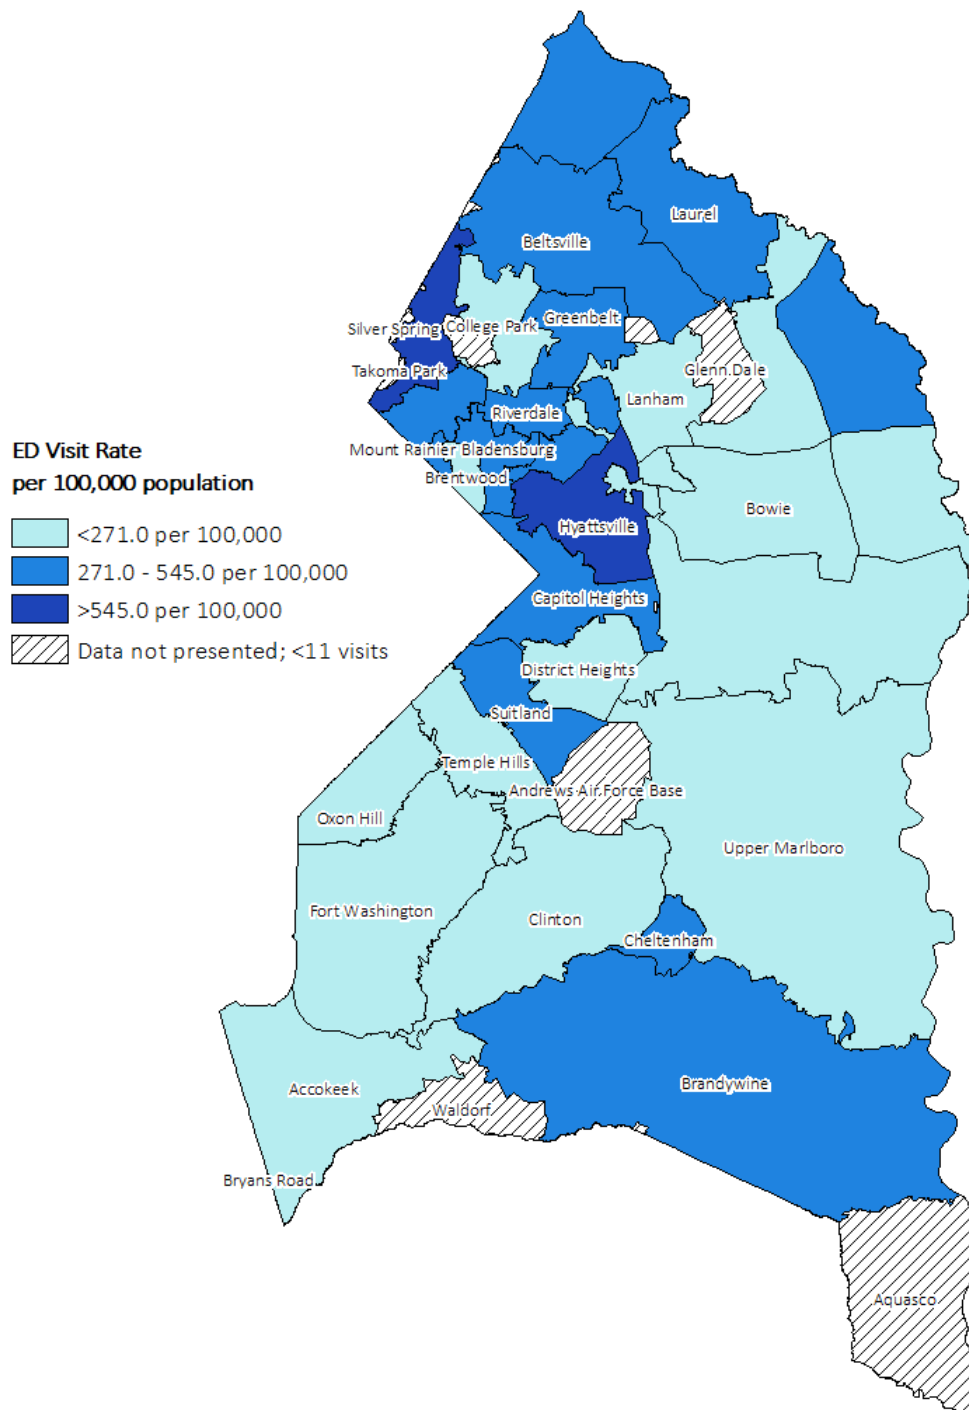 Laurel
Beltsville
Greenbelt
Silver Spring
College Park
Takoma Park
Glenn Dale
Lanham
Riverdale
Mount Rainier
Bladensburg
Brentwood
Bowie
Hyattsville
ED Visit Rate
per 100,000 population
<271.0 per 100,000
271.0 - 545.0 per 100,000
>545.0 per 100,000
Data not presented; <11 visits
Capitol Heights
District Heights
Suitland
Temple Hills
Andrews Air Force Base
Oxon Hill
Upper Marlboro
Fort Washington
Clinton
Cheltenham
Brandywine
Accokeek
Waldorf
Bryans Road
Aquasco